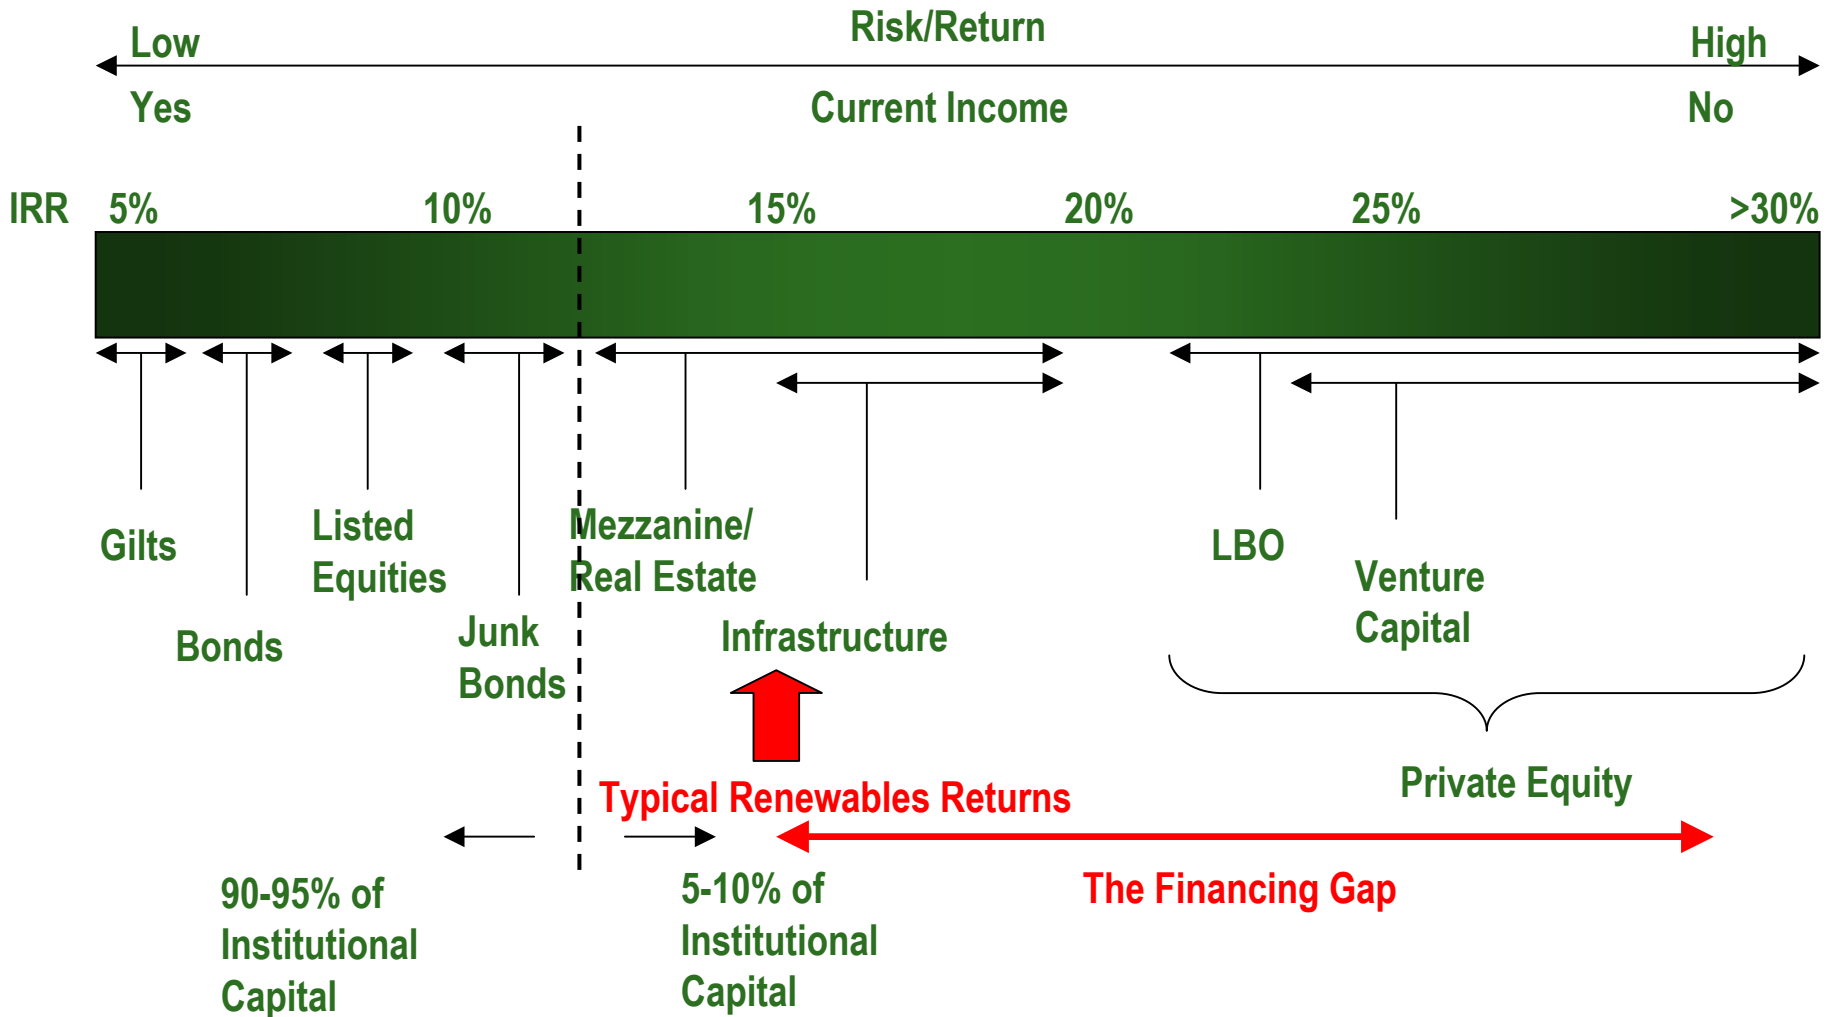 Low
Risk/Return
High
Yes
Current Income
No
IRR
5%
10%
15%
20%
25%
>30%
Gilts
Bonds
Listed
Equities
Junk
Bonds
Mezzanine/
Real Estate
Infrastructure
LBO
Venture
Capital
Private Equity
Typical Renewables Returns
90-95% of
Institutional
Capital
5-10% of
Institutional
Capital
The Financing Gap